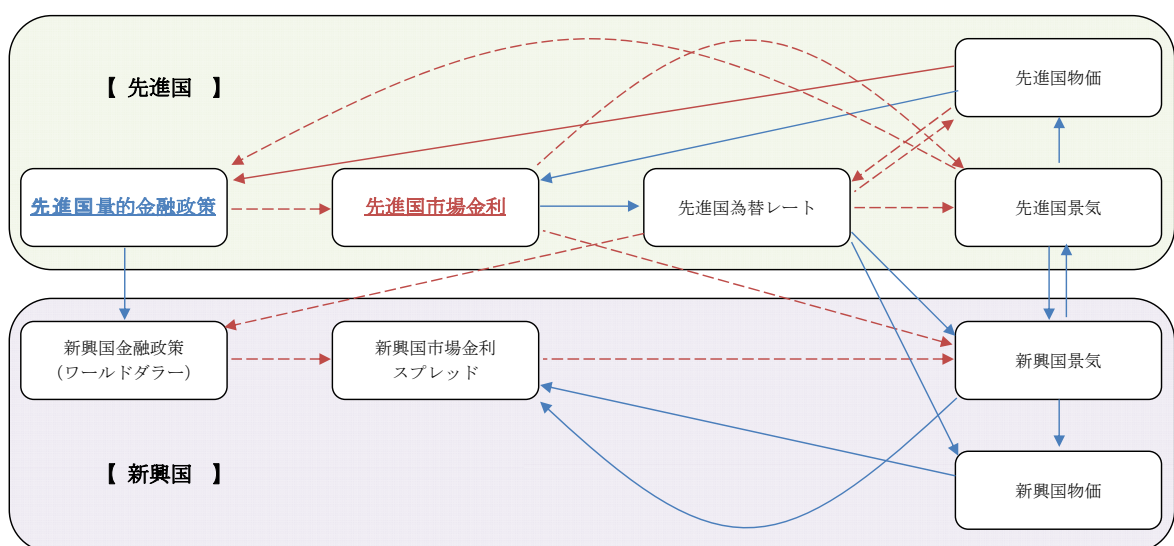 【 先進国 】
先進国物価
先進国量的金融政策
先進国市場金利
先進国為替レート
先進国景気
新興国金融政策
（ワールドダラー）
新興国市場金利
スプレッド
新興国景気
【 新興国 】
新興国物価